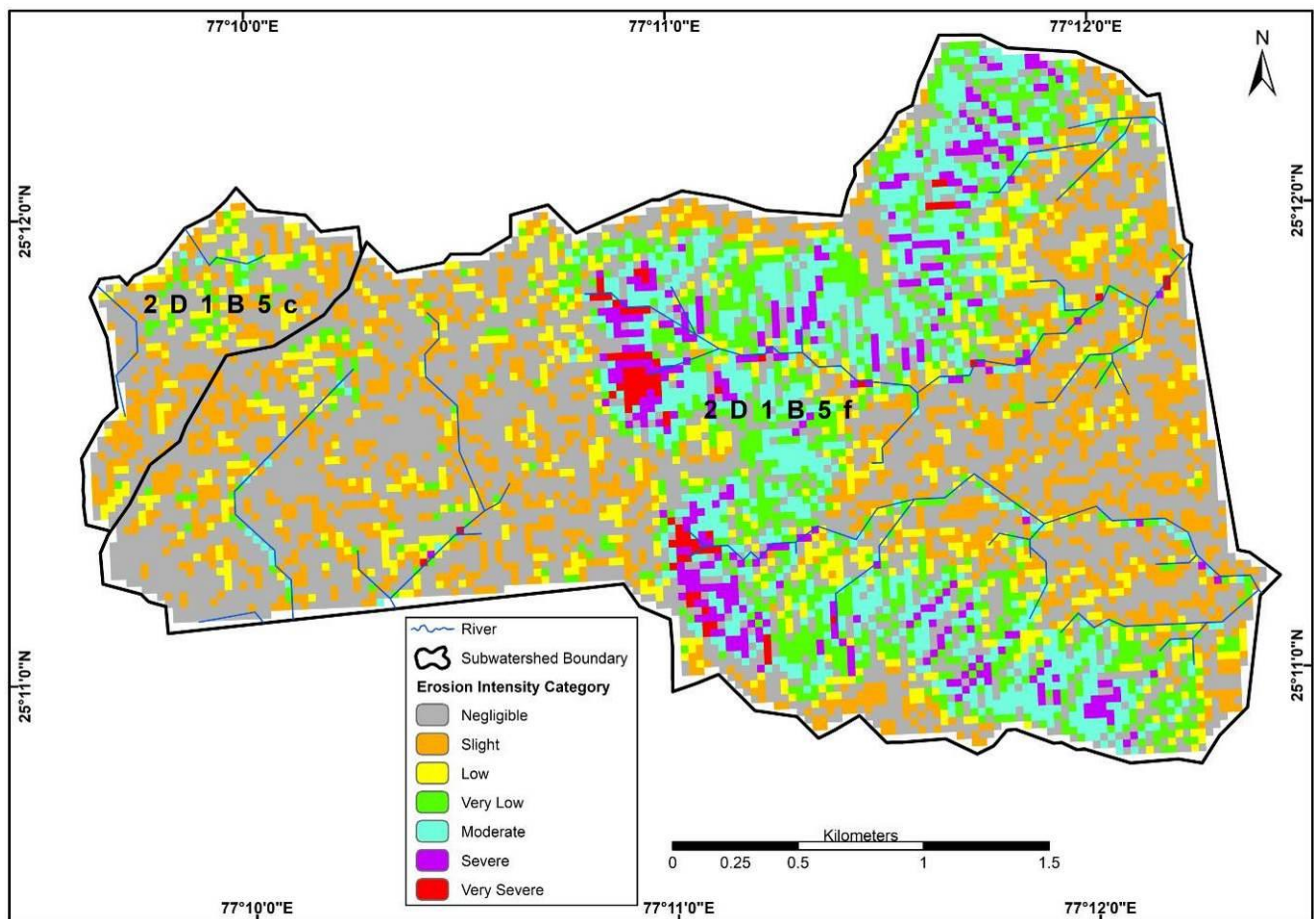 77°10'0"E 77°11'0"E 77°12'0"E
N
25°12'0"N 25°12'0"N
2 D 1 B 5 c
2 D 1 B 5 f
25°11'0"N 25°11'0"N
River
Subwatershed Boundary
Erosion Intensity Category
Negligible
Slight
Low
Very Low
Moderate
Severe
Very Severe
Kilometers
0 0.25 0.5 1 1.5
77°10'0"E 77°11'0"E 77°12'0"E